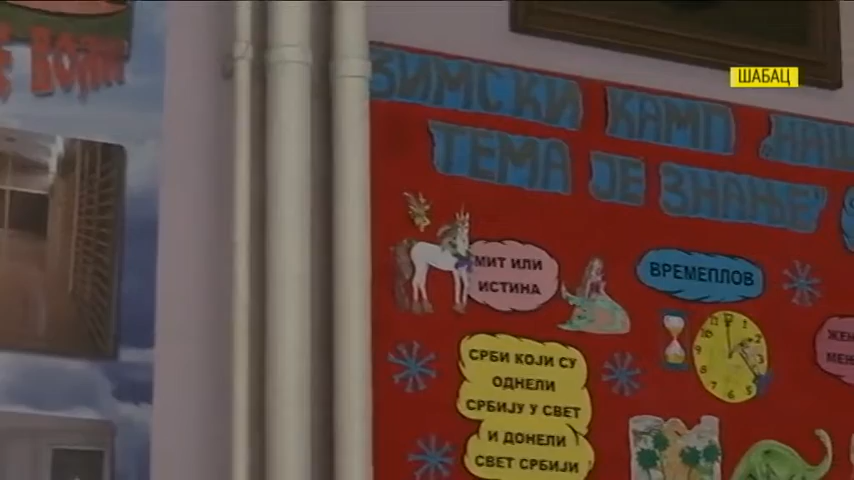 ШАБАЦ
ЗИМСКИ КАМП „НАШ
ТЕМА ЈЕ ЗНАЊЕ"
МИТ ИЛИ
ИСТИНА
ВРЕМЕПЛОВ
СРБИ КОЈИ СУ
ОДНЕЛИ
СРБИЈУ У СВЕТ
И ДОНЕЛИ
СВЕТ СРБИЈИ